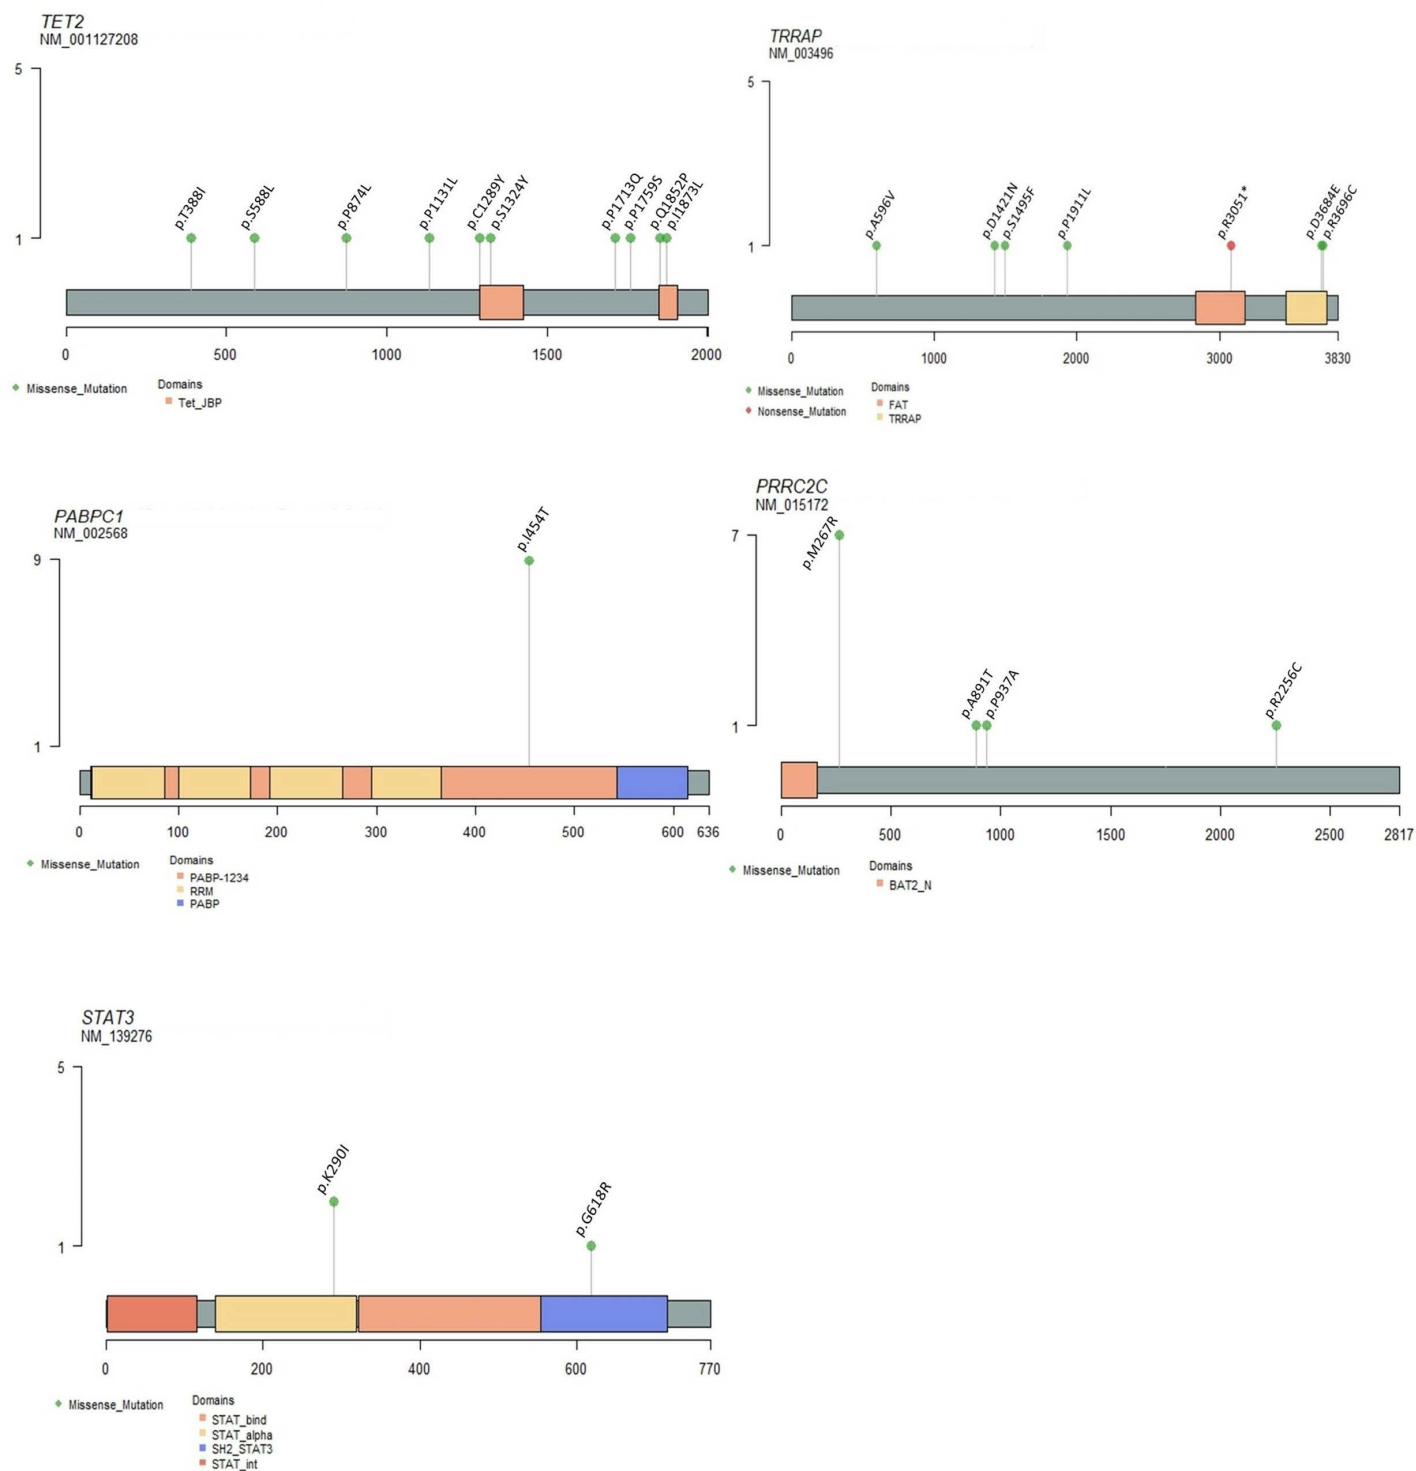 TET2
NM_001127208
5
1
p.T388I
p.S588L
p.P874L
p.P1131L
p.C1289Y
p.S1324Y
p.P1713Q
p.P1759S
p.Q1852P
p.I1873L
0 500 1000 1500 2000
Missense_Mutation
Domains
Tet_JBP
TRRAP
NM_003496
5
1
p.A596V
p.D1421N
p.S1495F
p.P1911L
p.R3051*
p.D3684E
p.R3696C
0 1000 2000 3000 3830
Missense_Mutation
Nonsense_Mutation
Domains
FAT
TRRAP
PABPC1
NM_002568
9
1
p.I454T
0 100 200 300 400 500 600 636
Missense_Mutation
Domains
PABP-1234
RRM
PABP
PRRC2C
NM_015172
7
1
p.M267R
p.A891T
p.P937A
p.R2256C
0 500 1000 1500 2000 2500 2817
Missense_Mutation
Domains
BAT2_N
STAT3
NM_139276
5
1
p.K290I
p.G618R
0 200 400 600 770
Missense_Mutation
Domains
STAT_bind
STAT_alpha
SH2_STAT3
STAT_int